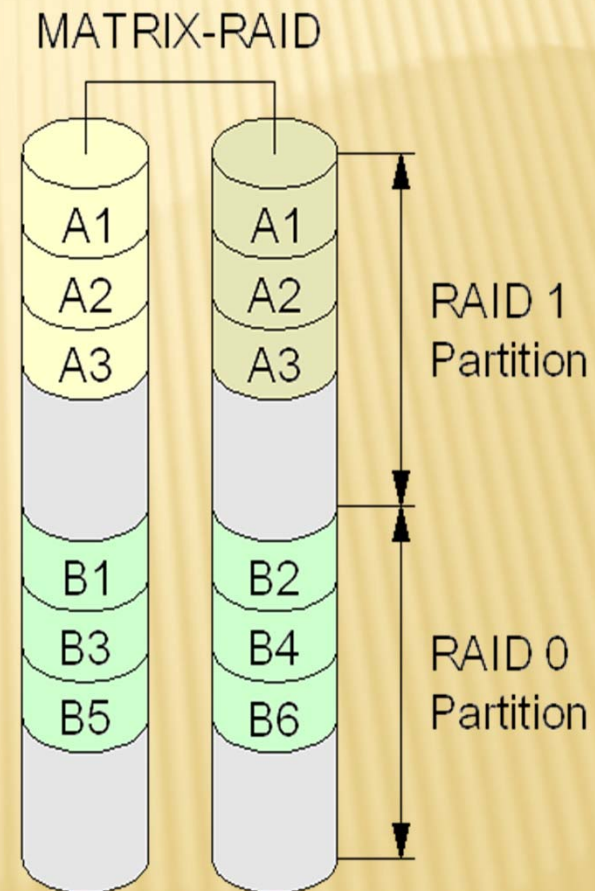 MATRIX-RAID
A1 A1
A2 A2
A3 A3
RAID 1
Partition
B1 B2
B3 B4
B5 B6
RAID 0
Partition